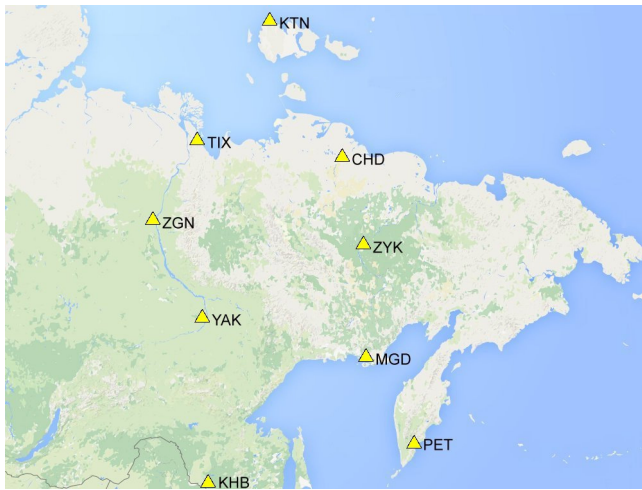 KTN
TIX
CHD
ZGN
ZYK
YAK
MGD
PET
KHB